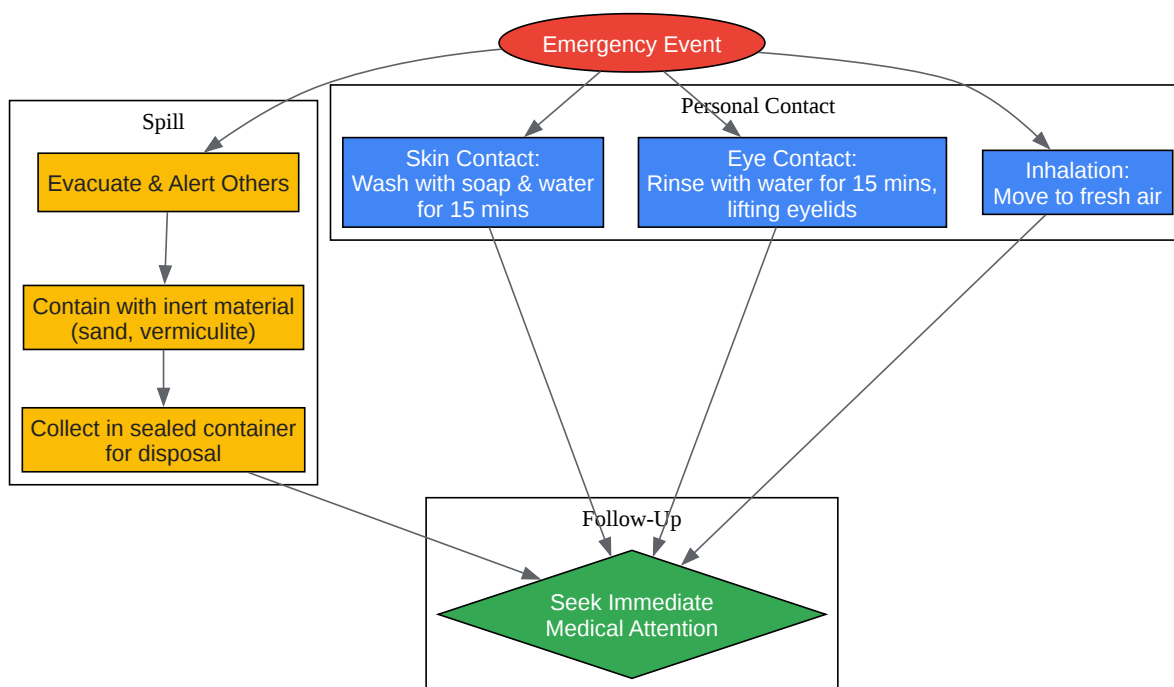 Emergency Event
Spill
Evacuate & Alert Others
Contain with inert material
(sand, vermiculite)
Collect in sealed container
for disposal
Personal Contact
Skin Contact:
Wash with soap & water
for 15 mins
Eye Contact:
Rinse with water for 15 mins,
lifting eyelids
Inhalation:
Move to fresh air
Follow-Up
Seek Immediate
Medical Attention